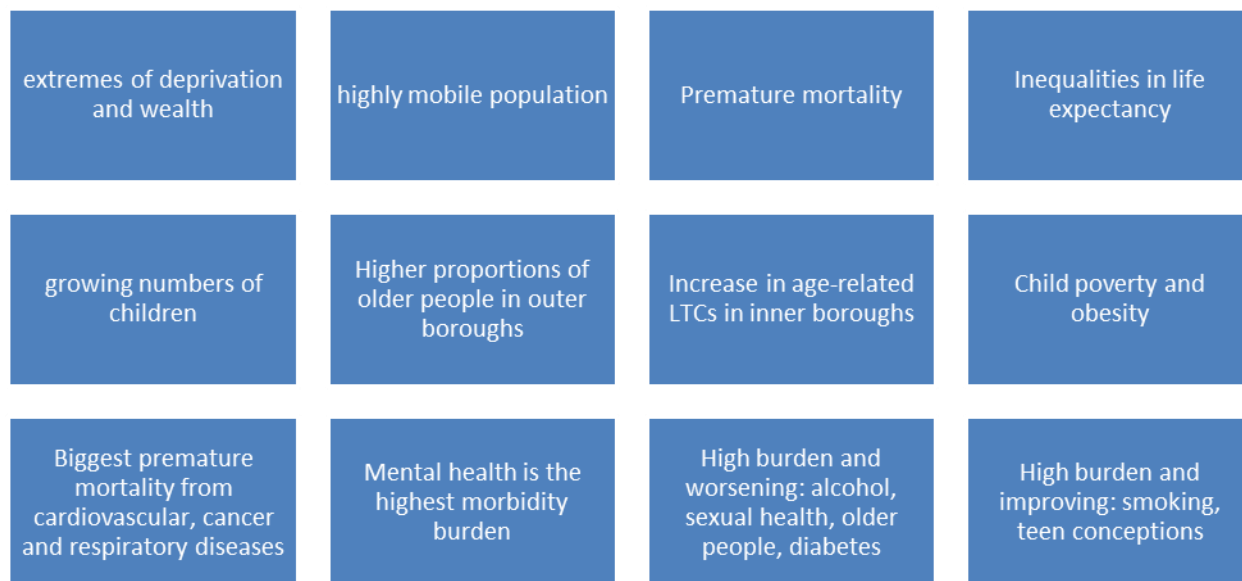 extremes of deprivation
and wealth
highly mobile population
Premature mortality
Inequalities in life
expectancy
growing numbers of
children
Higher proportions of
older people in outer
boroughs
Increase in age-related
LTCs in inner boroughs
Child poverty and
obesity
Biggest premature
mortality from
cardiovascular, cancer
and respiratory diseases
Mental health is the
highest morbidity
burden
High burden and
worsening: alcohol,
sexual health, older
people, diabetes
High burden and
improving: smoking,
teen conceptions